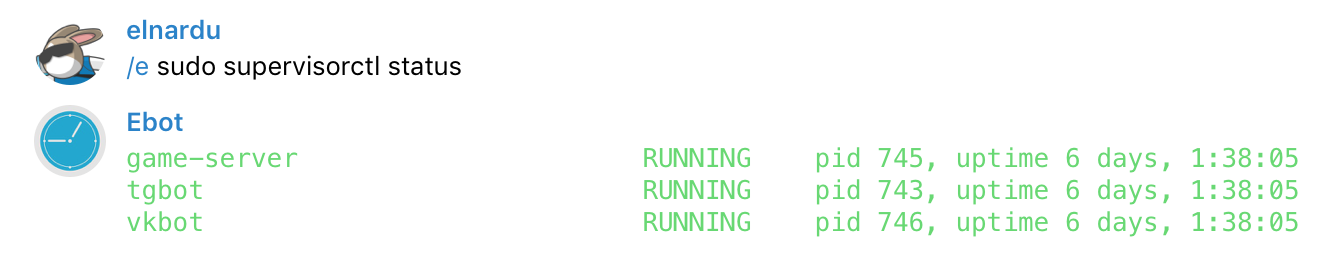 elnardu
/e sudo supervisorctl status
Ebot
game-server                      RUNNING    pid 745, uptime 6 days, 1:38:05
tgbot                            RUNNING    pid 743, uptime 6 days, 1:38:05
vkbot                            RUNNING    pid 746, uptime 6 days, 1:38:05